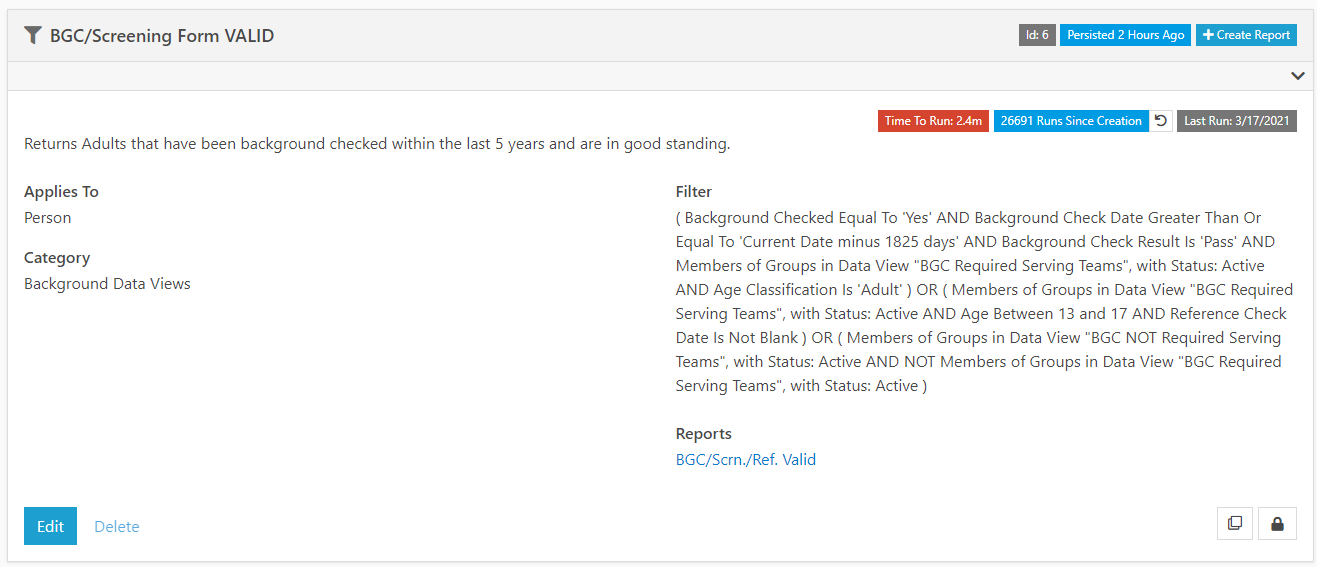 BGC/Screening Form VALID
Id: 6
Persisted 2 Hours Ago
+ Create Report
Time To Run: 2.4m
26691 Runs Since Creation
Last Run: 3/17/2021
Returns Adults that have been background checked within the last 5 years and are in good standing.
Applies To
Person
Category
Background Data Views
Filter
( Background Checked Equal To 'Yes' AND Background Check Date Greater Than Or
Equal To 'Current Date minus 1825 days' AND Background Check Result Is 'Pass' AND
Members of Groups in Data View "BGC Required Serving Teams", with Status: Active
AND Age Classification Is 'Adult' ) OR ( Members of Groups in Data View "BGC Required
Serving Teams", with Status: Active AND Age Between 13 and 17 AND Reference Check
Date Is Not Blank ) OR ( Members of Groups in Data View "BGC NOT Required Serving
Teams", with Status: Active AND NOT Members of Groups in Data View "BGC Required
Serving Teams", with Status: Active )
Reports
BGC/Scrn./Ref. Valid
Edit
Delete